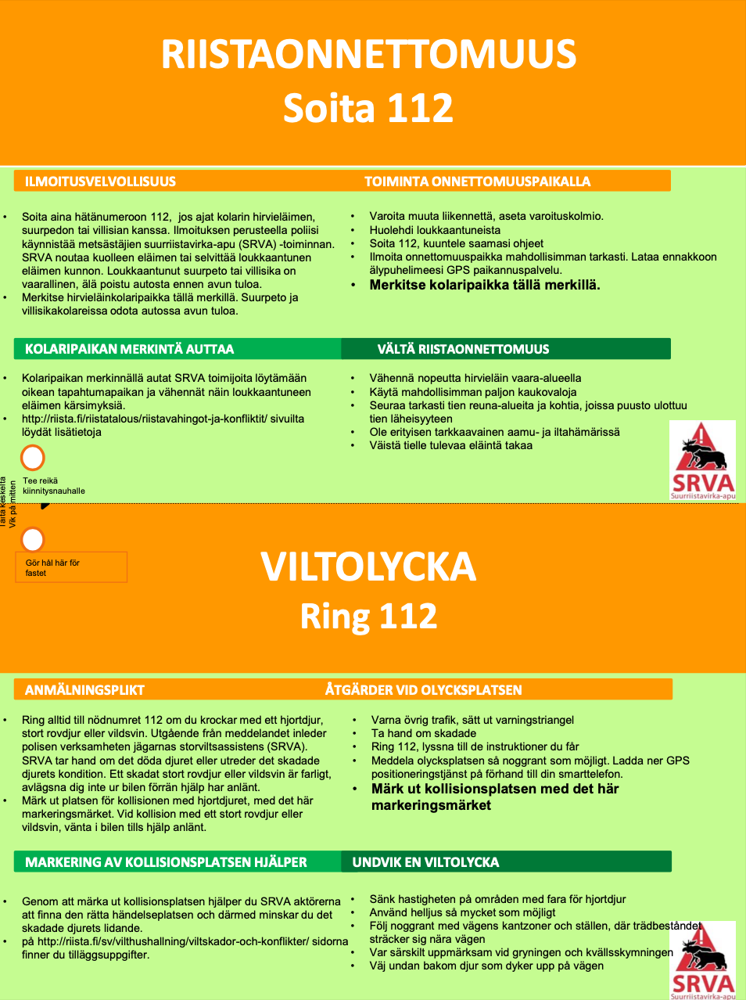 RIISTAONNETTOMUUS
Soita 112
ILMOITUSVELVOLLISUUS
• Soita aina hätänumeroon 112, jos ajat kolarin hirvieläimen,
suurpedon tai villisian kanssa. Ilmoituksen perusteella poliisi
käynnistää metsästäjien suurriistavirka-apu (SRVA) -toiminnan.
SRVA noutaa kuolleen eläimen tai selvittää loukkaantunen
eläimen kunnon. Loukkaantunut suurpeto tai villisika on
vaarallinen, älä poistu autosta ennen avun tuloa.
• Merkitse hirvieläinkolaripaikka tällä merkillä. Suurpeto ja
villisikakolareissa odota autossa avun tuloa.
TOIMINTA ONNETTOMUUSPAIKALLA
• Varoita muuta liikennettä, aseta varoituskolmio.
• Huolehdi loukkaantuneista
• Soita 112, kuuntele saamasi ohjeet
• Ilmoita onnettomuuspaikka mahdollisimman tarkasti. Lataa ennakkoon
älypuhelimeesi GPS paikannuspalvelu.
• Merkitse kolaripaikka tällä merkillä.
KOLARIPAIKAN MERKINTÄ AUTTAA
• Kolaripaikan merkinnällä autat SRVA toimijoita löytämään
oikean tapahtumapaikan ja vähennät näin loukkaantuneen
eläimen kärsimyksiä.
• http://riista.fi/riistatalous/riistavahingot-ja-konfliktit/ sivuilta
löydät lisätietoja
VÄLTÄ RIISTAONNETTOMUUS
• Vähennä nopeutta hirvieläin vaara-alueella
• Käytä mahdollisimman paljon kaukovaloja
• Seuraa tarkasti tien reuna-alueita ja kohtia, joissa puusto ulottuu
tien läheisyyteen
• Ole erityisen tarkkaavainen aamu- ja iltahämärissä
• Väistä tielle tulevaa eläintä takaa
SRVA
Suurriistavirka-apu
Tee reikä
kiinnitysnauhalle
Taita keskeltä
Vik på mitten
Gör hål här för
fastet
VILTOLYCKA
Ring 112
ANMÄLNINGSPLIKT
• Ring alltid till nödnumret 112 om du krockar med ett hjortdjur,
stort rovdjur eller vildsvin. Utgående från meddelandet inleder
polisen verksamheten jägarnas storviltsassistens (SRVA).
SRVA tar hand om det döda djuret eller utreder det skadade
djurets kondition. Ett skadat stort rovdjur eller vildsvin är farligt,
avlägsna dig inte ur bilen förrän hjälp har anlänt.
• Märk ut platsen för kollisionen med hjortdjuret, med det här
markeringsmärket. Vid kollision med ett stort rovdjur eller
vildsvin, vänta i bilen tills hjälp anlänt.
ÅTGÄRDER VID OLYCKSPLATSEN
• Varna övrig trafik, sätt ut varningstriangel
• Ta hand om skadade
• Ring 112, lyssna till de instruktioner du får
• Meddela olycksplatsen så noggrant som möjligt. Ladda ner GPS
positioneringstjänst på förhand till din smarttelefon.
• Märk ut kollisionsplatsen med det här
markeringsmärket
MARKERING AV KOLLISIONSPLATSEN HJÄLPER
• Genom att märka ut kollisionsplatsen hjälper du SRVA aktörerna
att finna den rätta händelseplatsen och därmed minskar du det
skadade djurets lidande.
• på http://riista.fi/sv/vilthushallning/viltskador-och-konflikter/ sidorna
finner du tilläggsuppgifter.
UNDVIK EN VILTOLYCKA
• Sänk hastigheten på områden med fara för hjortdjur
• Använd helljus så mycket som möjligt
• Följ noggrant med vägens kantzoner och ställen, där trädbeståndet
sträcker sig nära vägen
• Var särskilt uppmärksam vid gryningen och kvällsskymningen
• Väj undan bakom djur som dyker upp på vägen
SRVA
Suurriistavirka-apu